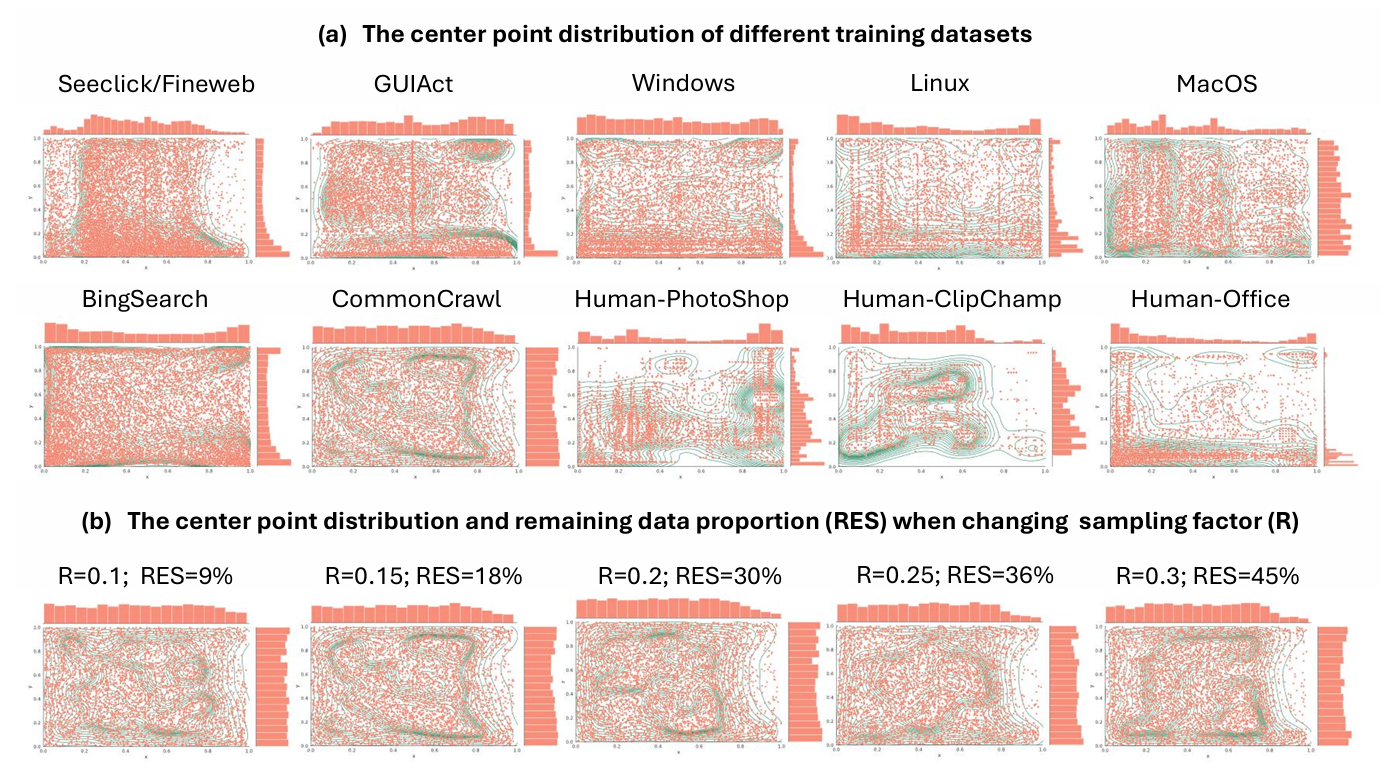 (a) The center point distribution of different training datasets
Seeclick/Fineweb GUIAct Windows Linux MacOS
BingSearch CommonCrawl Human-PhotoShop Human-ClipChamp Human-Office
(b) The center point distribution and remaining data proportion (RES) when changing sampling factor (R)
R=0.1; RES=9% R=0.15; RES=18% R=0.2; RES=30% R=0.25; RES=36% R=0.3; RES=45%